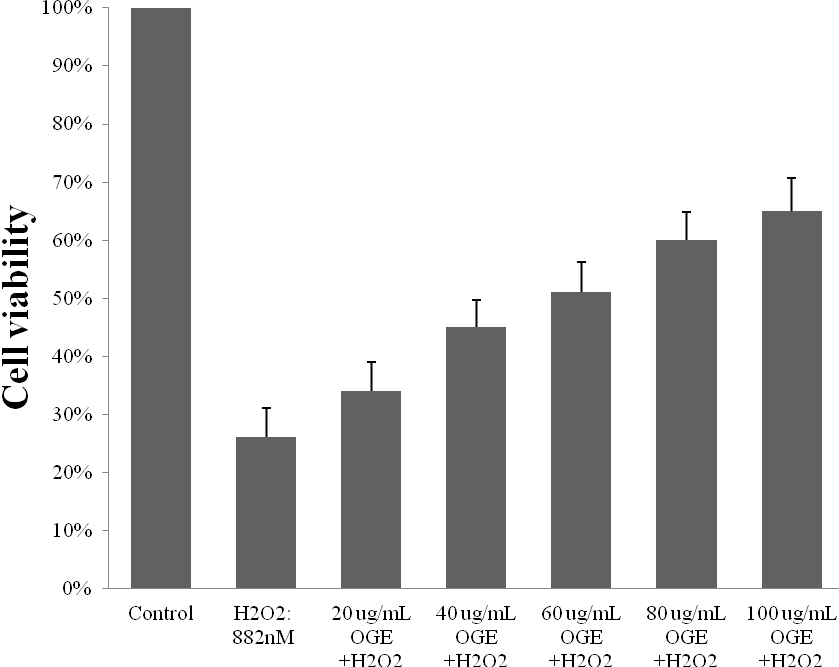 100%
90%
80%
70%
60%
50%
40%
30%
20%
10%
0%
Cell viability
Control
H2O2:
882nM
20 ug/mL
OGE
+H2O2
40 ug/mL
OGE
+H2O2
60 ug/mL
OGE
+H2O2
80 ug/mL
OGE
+H2O2
100 ug/mL
OGE
+H2O2